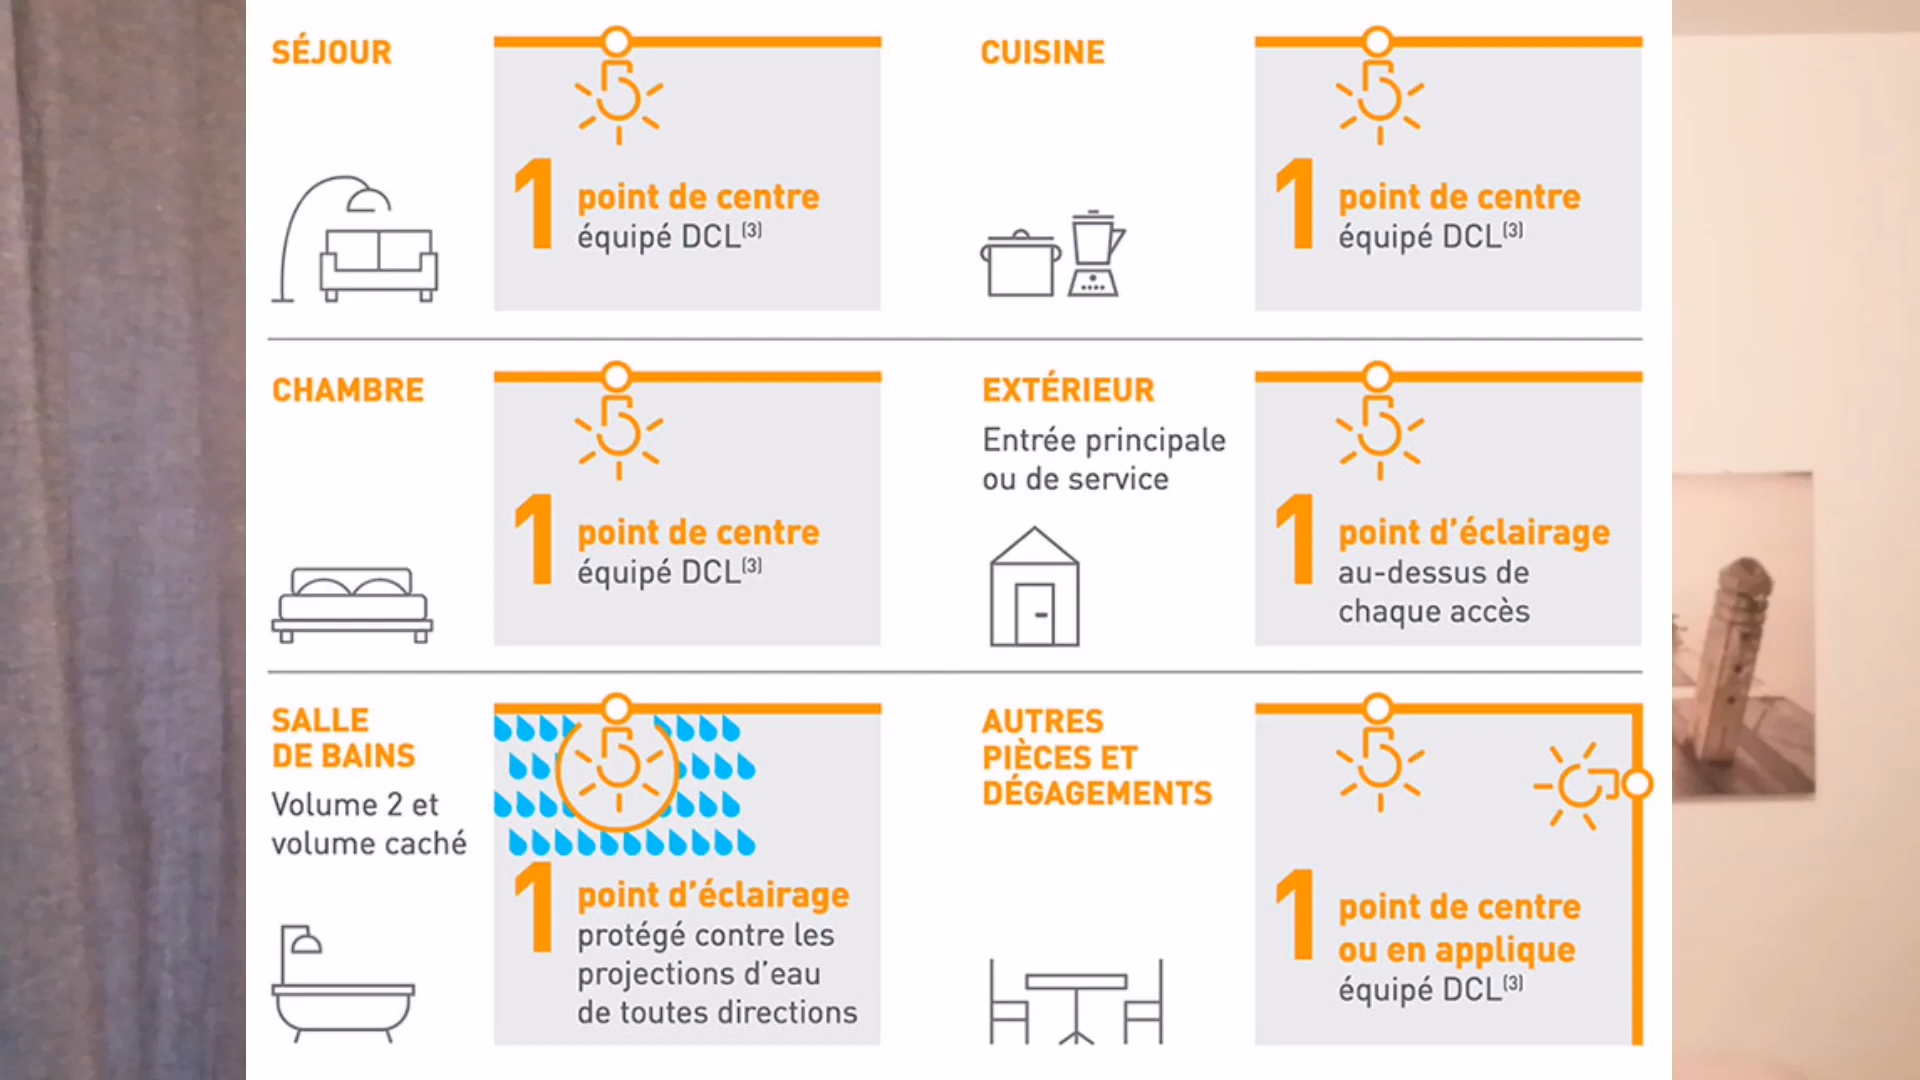 SÉJOUR
1 point de centre
équipé DCL(3)
CUISINE
1 point de centre
équipé DCL(3)
CHAMBRE
1 point de centre
équipé DCL(3)
EXTÉRIEUR
Entrée principale
ou de service
1 point d'éclairage
au-dessus de
chaque accès
SALLE
DE BAINS
Volume 2 et
volume caché
1 point d'éclairage
protégé contre les
projections d'eau
de toutes directions
AUTRES
PIÈCES ET
DÉGAGEMENTS
1 point de centre
ou en applique
équipé DCL(3)